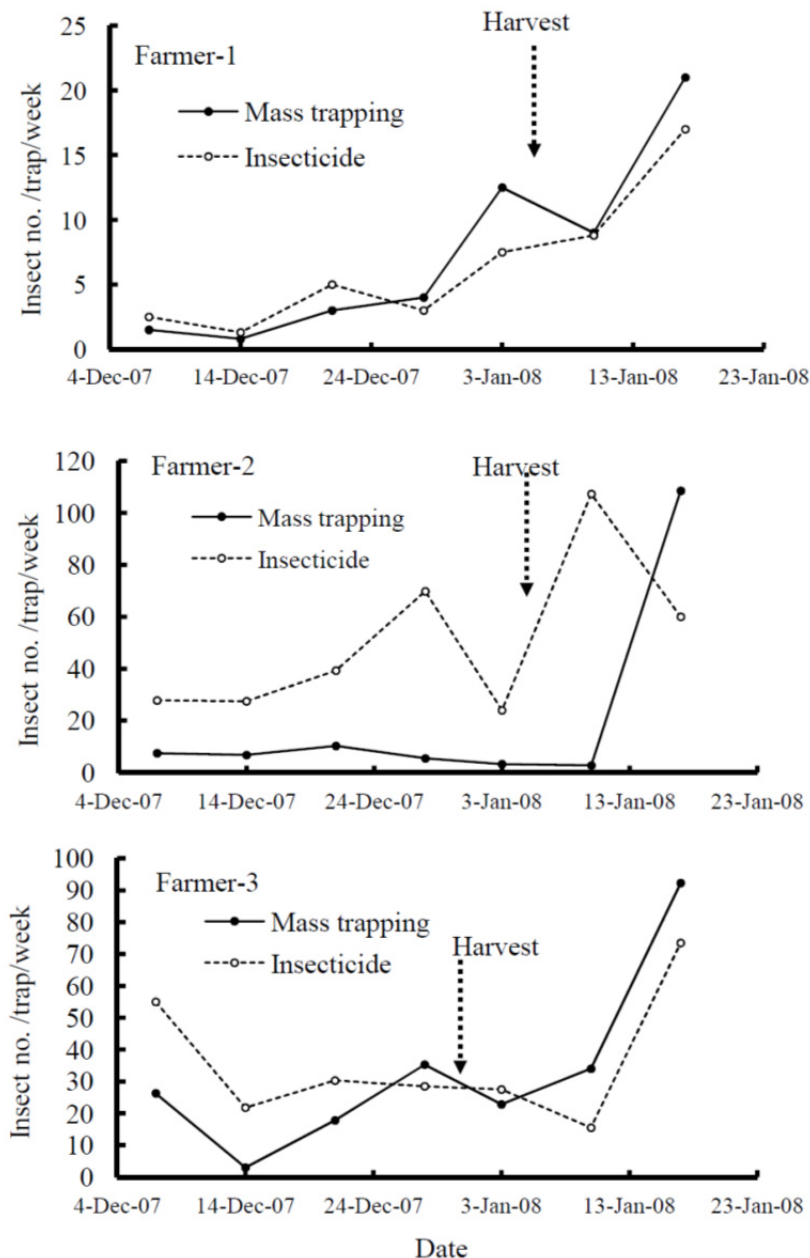 Harvest
Farmer-1
Mass trapping
Insecticide
Insect no. /trap/week
25
20
15
10
5
0
4-Dec-07 14-Dec-07 24-Dec-07 3-Jan-08 13-Jan-08 23-Jan-08
Farmer-2
Harvest
Mass trapping
Insecticide
Insect no. /trap/week
120
100
80
60
40
20
0
4-Dec-07 14-Dec-07 24-Dec-07 3-Jan-08 13-Jan-08 23-Jan-08
Farmer-3
Mass trapping
Harvest
Insecticide
Insect no. /trap/week
100
90
80
70
60
50
40
30
20
10
0
4-Dec-07 14-Dec-07 24-Dec-07 3-Jan-08 13-Jan-08 23-Jan-08
Date